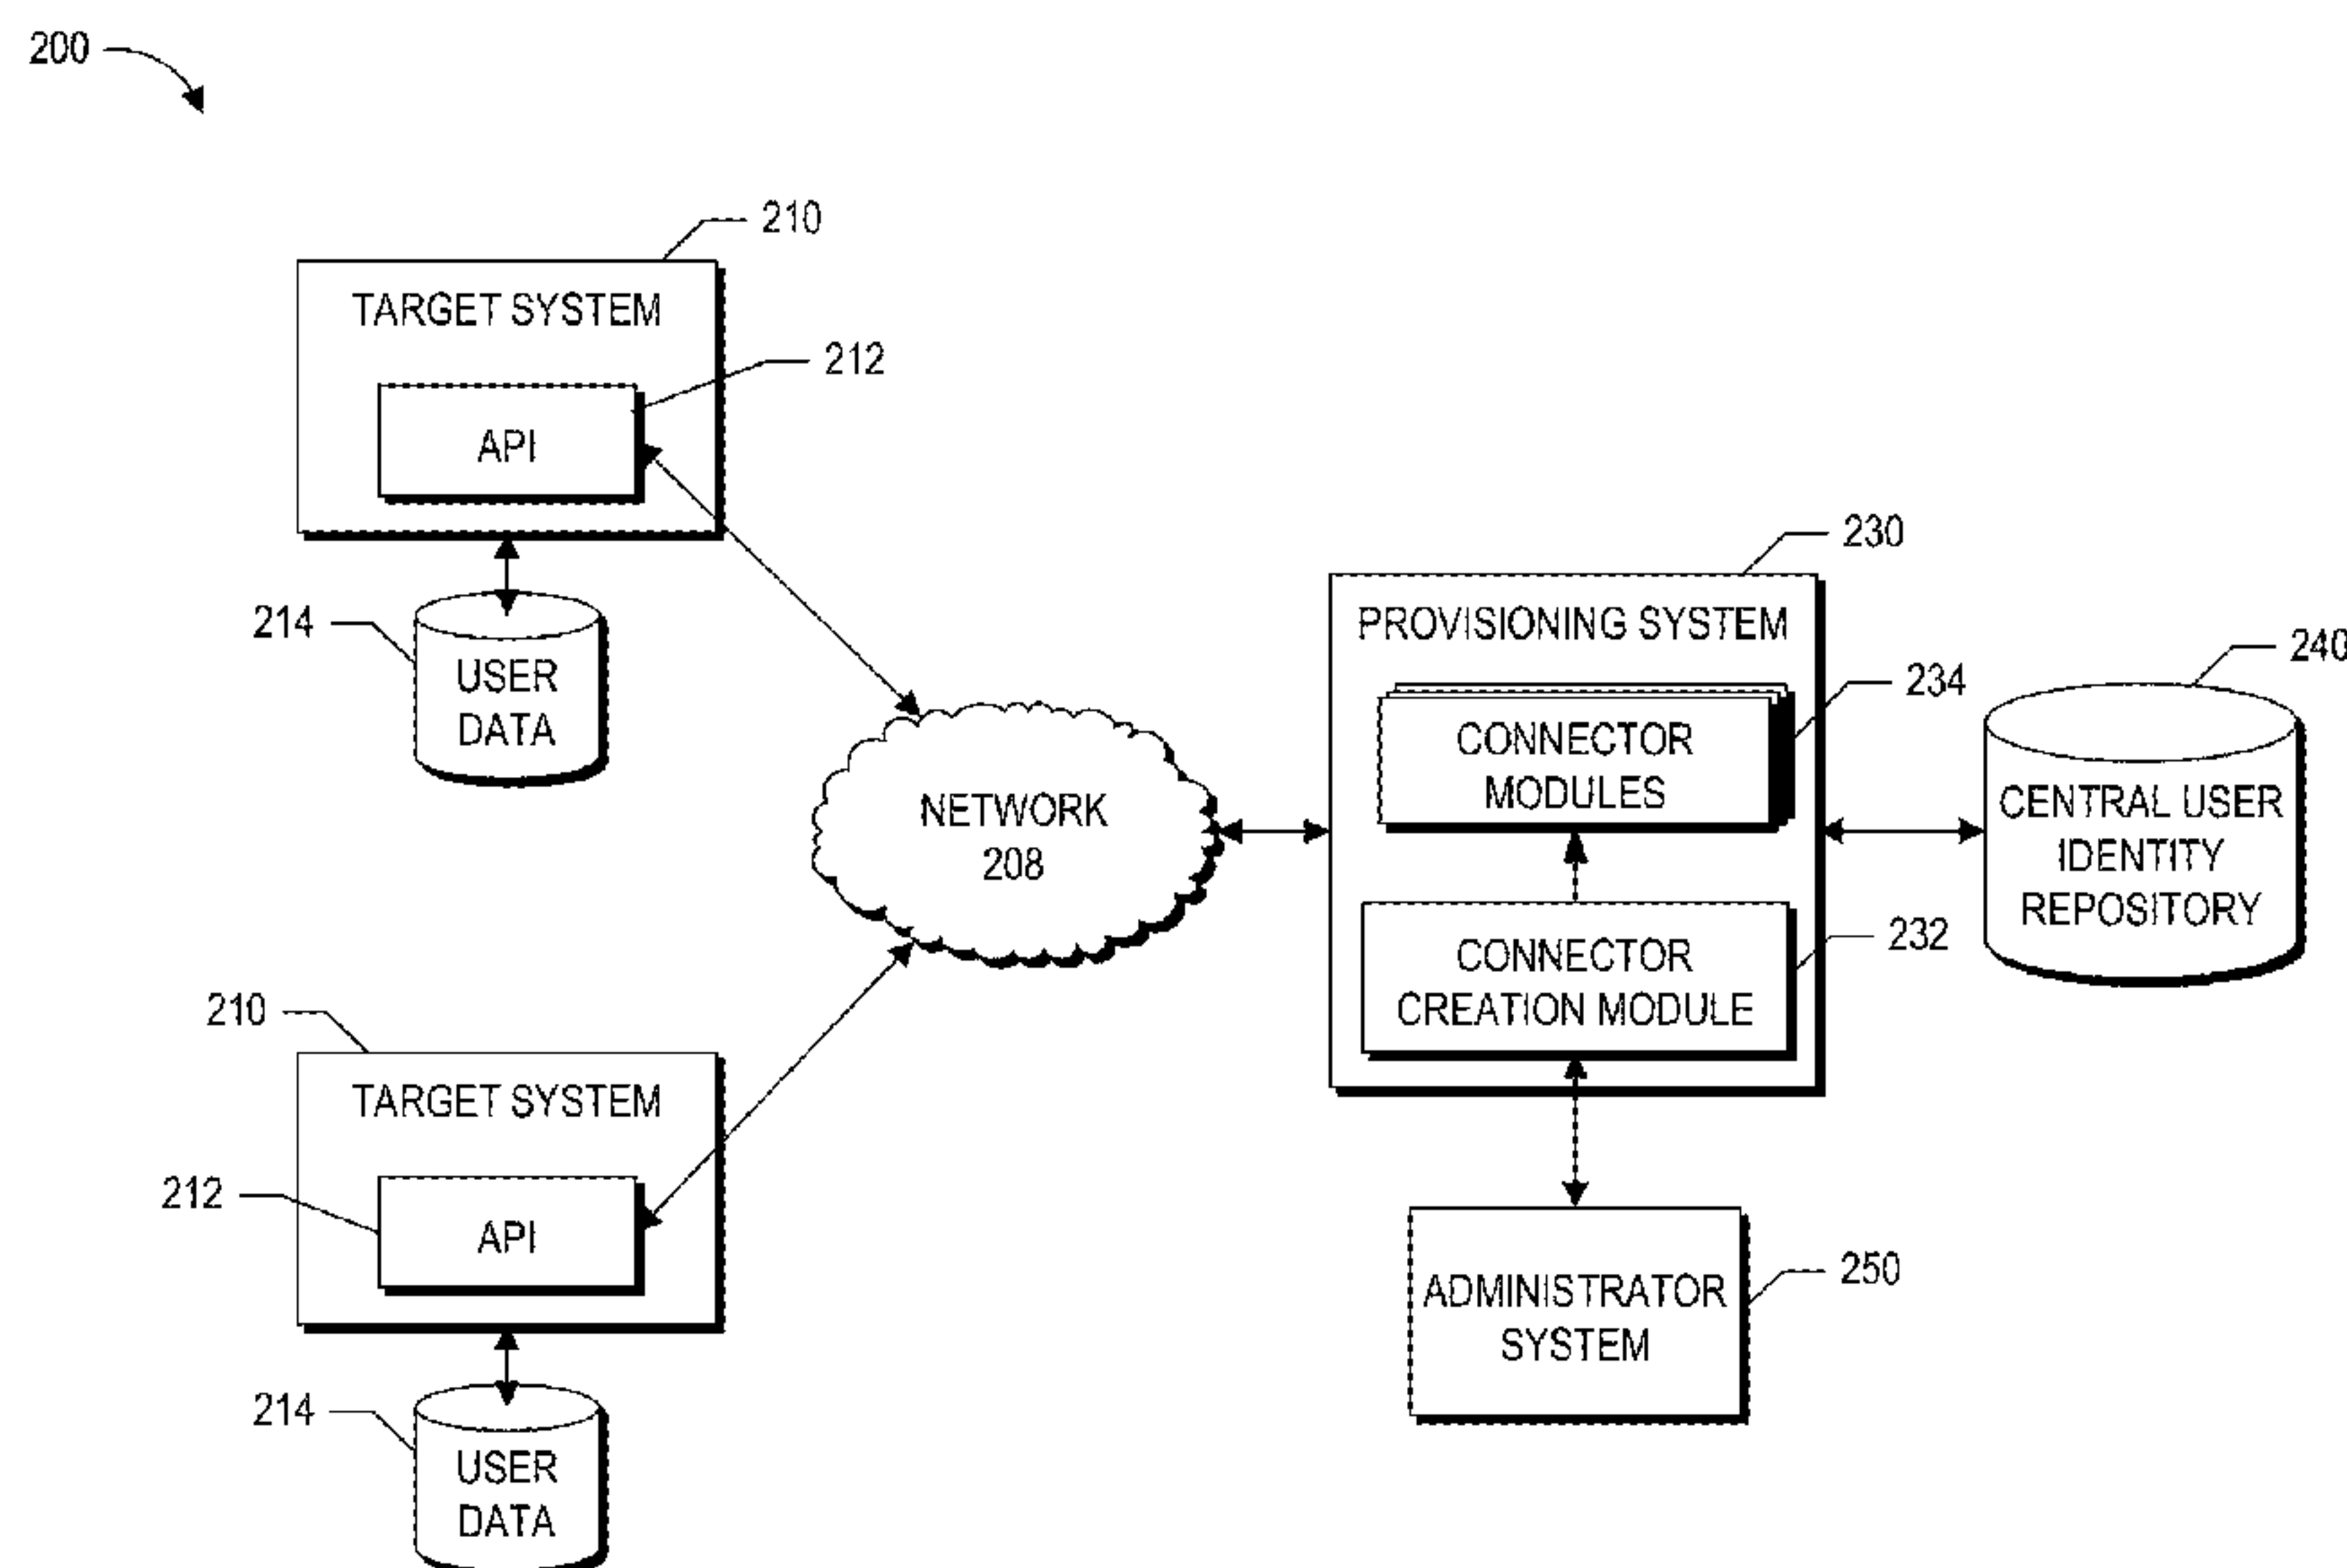 200
210
TARGET SYSTEM
212
API
214
USER
DATA
NETWORK
208
230
PROVISIONING SYSTEM
234
CONNECTOR
MODULES
232
CONNECTOR
CREATION MODULE
240
CENTRAL USER
IDENTITY
REPOSITORY
210
TARGET SYSTEM
212
API
214
USER
DATA
250
ADMINISTRATOR
SYSTEM